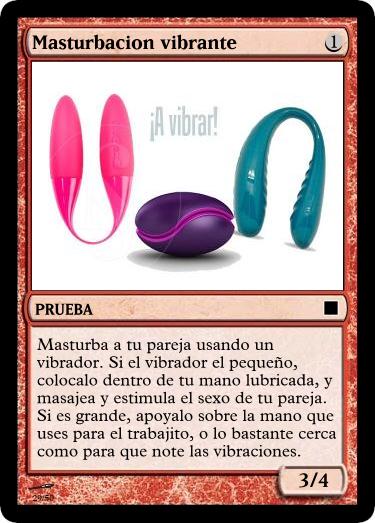 Masturbacion vibrante 1
¡A vibrar!
PRUEBA
Masturba a tu pareja usando un
vibrador. Si el vibrador el pequeño,
colocalo dentro de tu mano lubricada, y
masajea y estimula el sexo de tu pareja.
Si es grande, apoyalo sobre la mano que
uses para el trabajito, o lo bastante cerca
como para que note las vibraciones.
3/4
29/50